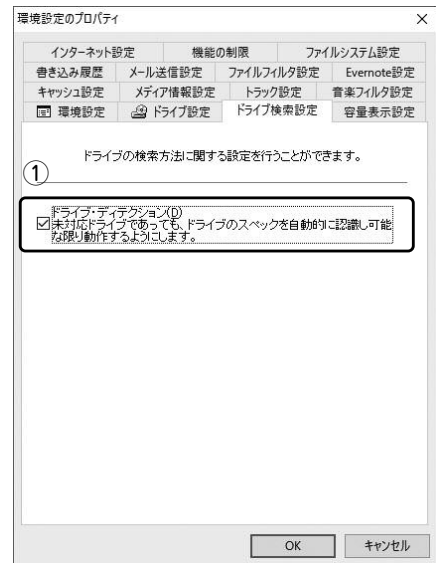 環境設定のプロパティ
インターネット設定 機能の制限 ファイルシステム設定
書き込み履歴 メール送信設定 ファイルフィルタ設定 Evernote設定
キャッシュ設定 メディア情報設定 トラック設定 音楽フィルタ設定
環境設定 ドライブ設定 ドライブ検索設定 容量表示設定
ドライブの検索方法に関する設定を行うことができます。
①
ドライブ・ディテクション(D)
未対応ドライブであっても、ドライブのスペックを自動的に認識し可能
な限り動作するようにします。
OK キャンセル